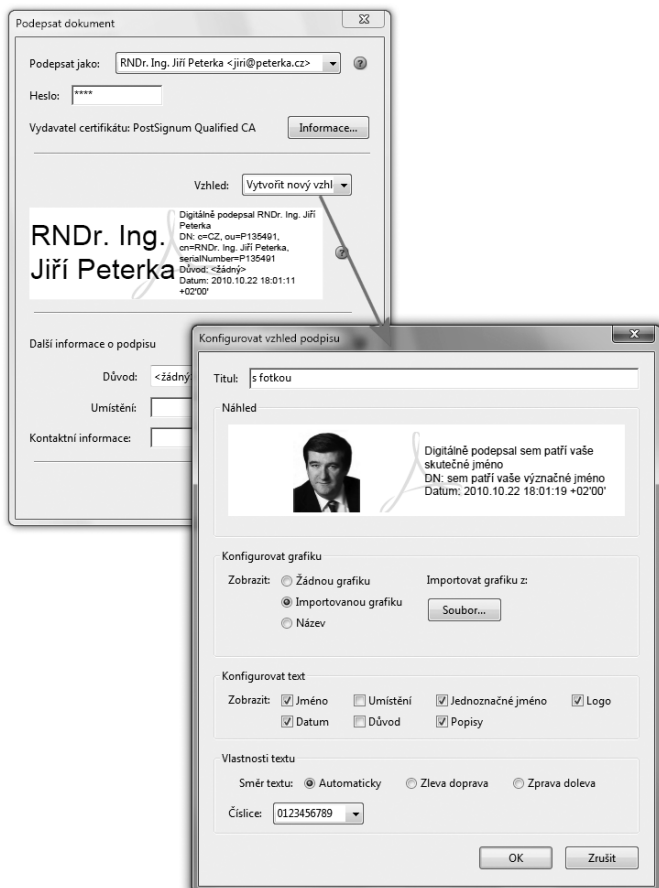 Podepsat dokument
Podepsat jako: RNDr. Ing. Jiří Peterka <jiri@peterka.cz>
Heslo: ****
Vydavatel certifikátu: PostSignum Qualified CA Informace...
Vzhled: Vytvořit nový vzhl
RNDr. Ing.
Jiří Peterka
Digitálně podepsal RNDr. Ing. Jiří
Peterka
DN: c=CZ, ou=P135491,
cn=RNDr. Ing. Jiří Peterka,
serialNumber=P135491
Důvod: <žádný>
Datum: 2010.10.22 18:01:11
+02'00'
Další informace o podpisu
Důvod: <žádný>
Umístění:
Kontaktní informace:
Konfigurovat vzhled podpisu
Titul: s fotkou
Náhled
Digitálně podepsal sem patří vaše
skutečné jméno
DN: sem patří vaše význačné jméno
Datum: 2010.10.22 18:01:19 +02'00'
Konfigurovat grafiku
Zobrazit: Žádnou grafiku Importovat grafiku z:
Importovanou grafiku Soubor...
Název
Konfigurovat text
Zobrazit: Jméno Umístění Jednoznačné jméno Logo
Datum Důvod Popisy
Vlastnosti textu
Směr textu: Automaticky Zleva doprava Zprava doleva
Číslice: 0123456789
OK Zrušit